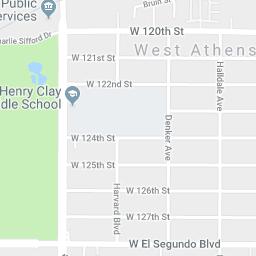 Public
Services
Bruin St
W 120th St
Charlie Sifford Dr
West Athens
W 121st St
W 122nd St
Henry Clay
dle School
Halldale Ave
Denker Ave
W 124th St
W 125th St
Harvard Blvd
W 126th St
W 127th St
W El Segundo Blvd